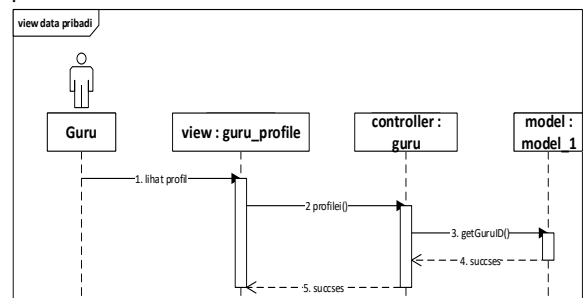 view data pribadi
Guru
view : guru_profile
controller :
guru
model :
model_1
1. lihat profil
2 profilei()
3. getGuruID()
4. succses
5. succses